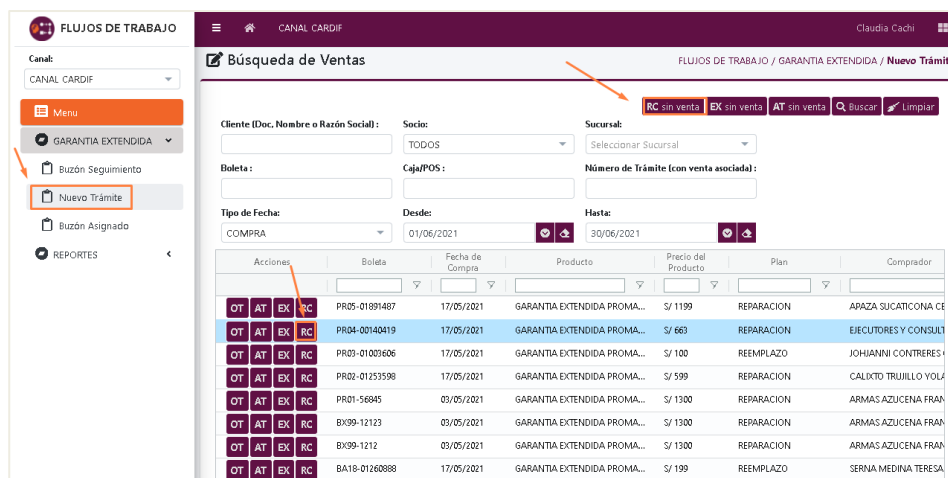 FLUJOS DE TRABAJO
CANAL CARDIF
Claudia Cachi
Canal:
CANAL CARDIF
Menu
GARANTIA EXTENDIDA
Buzón Seguimiento
Nuevo Trámite
Buzón Asignado
REPORTES
Búsqueda de Ventas
FLUJOS DE TRABAJO / GARANTIA EXTENDIDA / Nuevo Trámit
RC sin venta EX sin venta AT sin venta Buscar Limpiar
Cliente (Doc, Nombre o Razón Social) : Socio: Sucursal:
TODOS Seleccionar Sucursal
Boleta : Caja/POS : Número de Trámite (con venta asociada) :
Tipo de Fecha: Desde: Hasta:
COMPRA 01/06/2021 30/06/2021
Acciones Boleta Fecha de Compra Producto Precio del Producto Plan Comprador
OT AT EX RC PR05-01891487 17/05/2021 GARANTIA EXTENDIDA PROMA... S/ 1199 REPARACION APAZA SUCATICONA CE
OT AT EX RC PR04-00140419 17/05/2021 GARANTIA EXTENDIDA PROMA... S/ 663 REPARACION EJECUTORES Y CONSULT
OT AT EX RC PR03-01003606 17/05/2021 GARANTIA EXTENDIDA PROMA... S/ 100 REEMPLAZO JOHJANNI CONTRERES
OT AT EX RC PR02-01253598 17/05/2021 GARANTIA EXTENDIDA PROMA... S/ 599 REPARACION CALIXTO TRUJILLO YOLA
OT AT EX RC PR01-56845 03/05/2021 GARANTIA EXTENDIDA PROMA... S/ 1300 REPARACION ARMAS AZUCENA FRAN
OT AT EX RC BX99-12123 03/05/2021 GARANTIA EXTENDIDA PROMA... S/ 1300 REPARACION ARMAS AZUCENA FRAN
OT AT EX RC BX99-1212 03/05/2021 GARANTIA EXTENDIDA PROMA... S/ 1300 REPARACION ARMAS AZUCENA FRAN
OT AT EX RC BA18-01260888 17/05/2021 GARANTIA EXTENDIDA PROMA... S/ 199 REEMPLAZO SERNA MEDINA TERESA